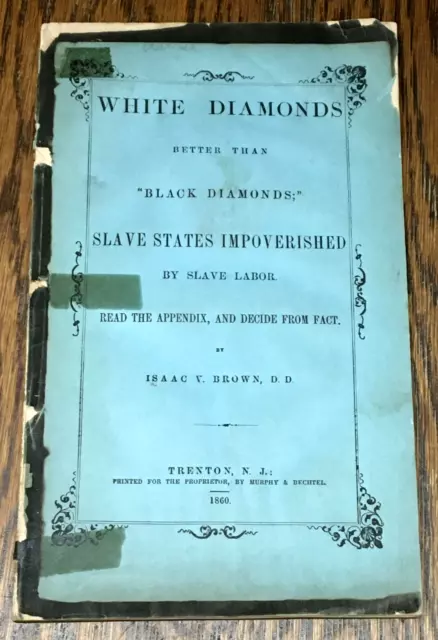 WHITE DIAMONDS
BETTER THAN
"BLACK DIAMONDS;"
SLAVE STATES IMPOVERISHED
BY SLAVE LABOR.
READ THE APPENDIX, AND DECIDE FROM FACT.
BY
ISAAC V. BROWN, D. D
TRENTON, N. J.:
PRINTED FOR THE PROPRIETOR, BY MURPHY & BECHTEL.
1860.